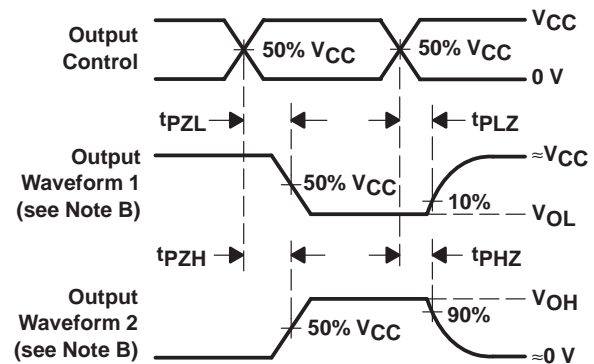 Output
Control
50% VCC
50% VCC
VCC
0 V
tPZL
tPLZ
Output
Waveform 1
(see Note B)
50% VCC
≈VCC
10%
VOL
tPZH
tPHZ
Output
Waveform 2
(see Note B)
50% VCC
VOH
90%
≈0 V